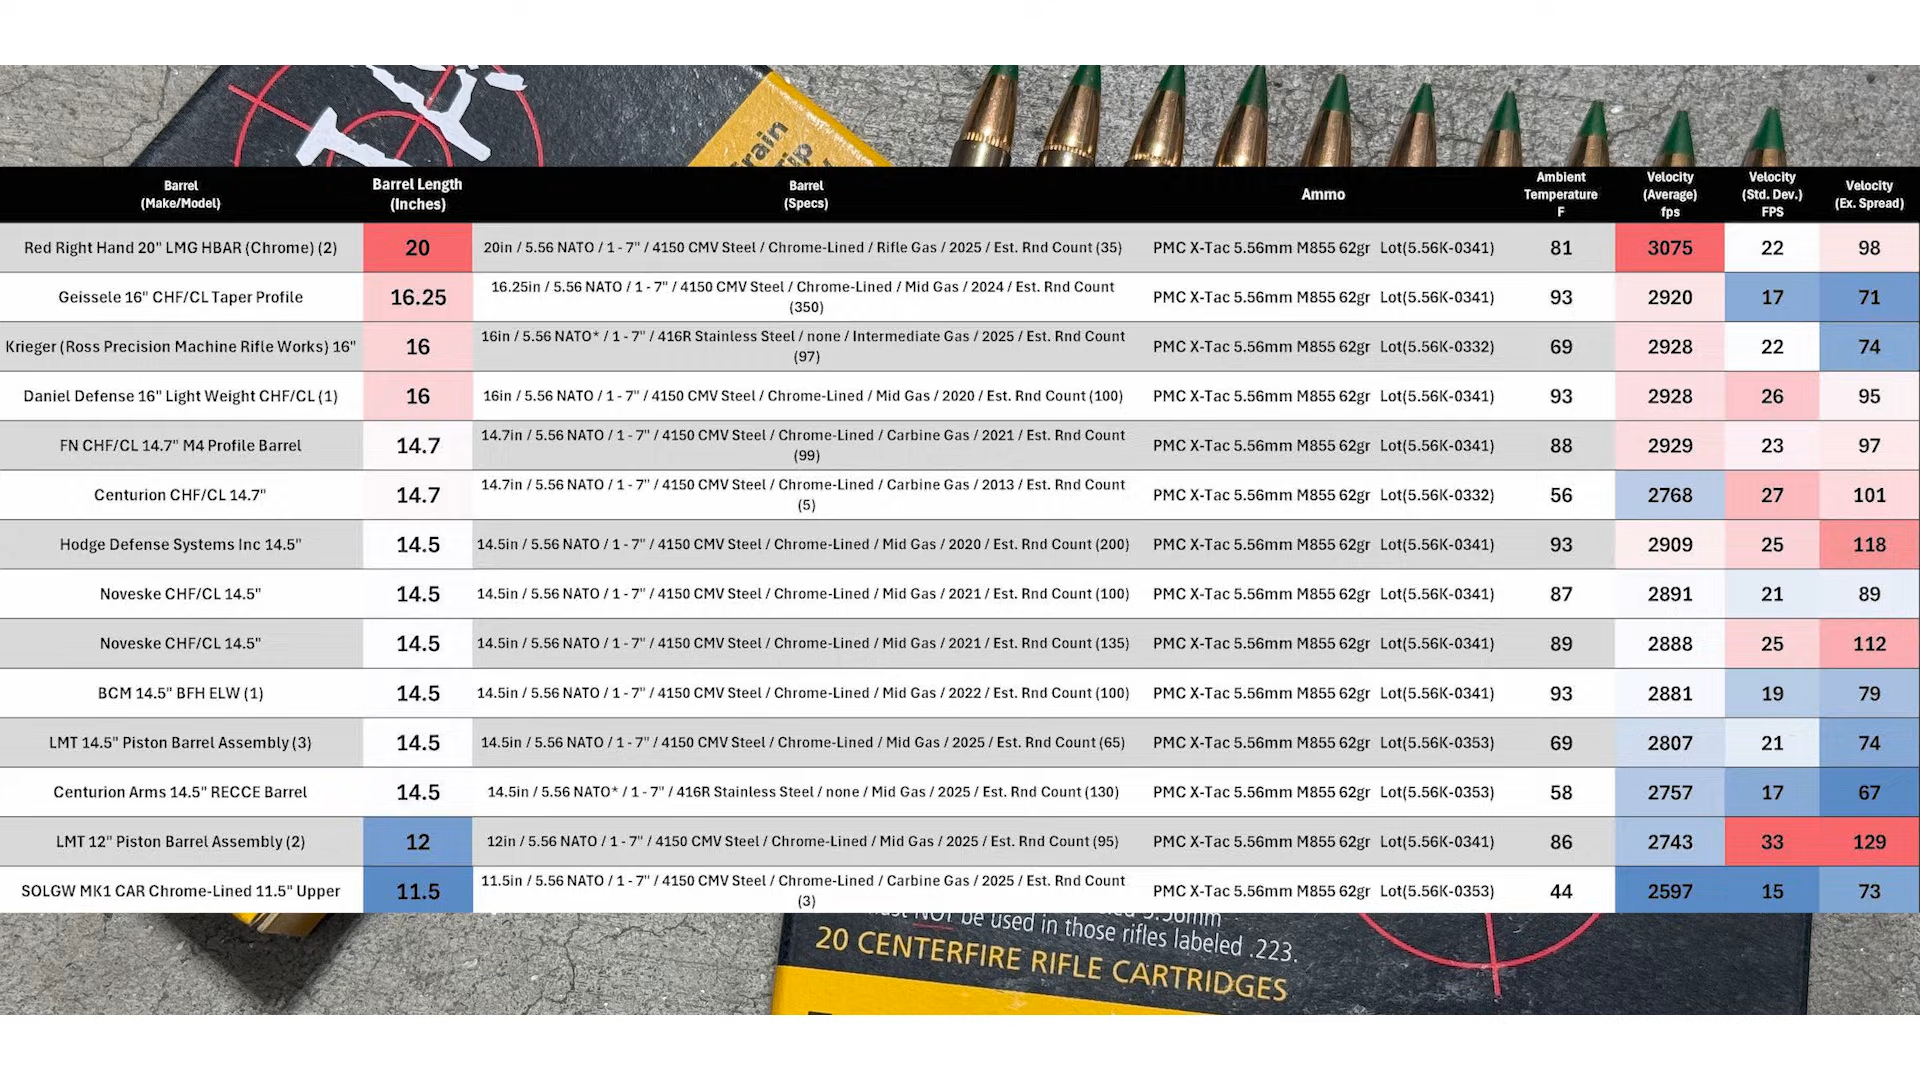 rain
Tip
Barrel
(Make/Model)
Barrel Length
(Inches)
Barrel
(Specs)
Ammo
Ambient
Temperature
F
Velocity
(Average)
fps
Velocity
(Std. Dev.)
FPS
Velocity
(Ex. Spread)
Red Right Hand 20" LMG HBAR (Chrome) (2) 20 20in / 5.56 NATO / 1 - 7" / 4150 CMV Steel / Chrome-Lined / Rifle Gas / 2025 / Est. Rnd Count (35) PMC X-Tac 5.56mm M855 62gr Lot(5.56K-0341) 81 3075 22 98
Geissele 16" CHF/CL Taper Profile 16.25 16.25in / 5.56 NATO / 1 - 7" / 4150 CMV Steel / Chrome-Lined / Mid Gas / 2024 / Est. Rnd Count
(350) PMC X-Tac 5.56mm M855 62gr Lot(5.56K-0341) 93 2920 17 71
Krieger (Ross Precision Machine Rifle Works) 16" 16 16in / 5.56 NATO* / 1 - 7" / 416R Stainless Steel / none / Intermediate Gas / 2025 / Est. Rnd Count
(97) PMC X-Tac 5.56mm M855 62gr Lot(5.56K-0332) 69 2928 22 74
Daniel Defense 16" Light Weight CHF/CL (1) 16 16in / 5.56 NATO / 1 - 7" / 4150 CMV Steel / Chrome-Lined / Mid Gas / 2020 / Est. Rnd Count (100) PMC X-Tac 5.56mm M855 62gr Lot(5.56K-0341) 93 2928 26 95
FN CHF/CL 14.7" M4 Profile Barrel 14.7 14.7in / 5.56 NATO / 1 - 7" / 4150 CMV Steel / Chrome-Lined / Carbine Gas / 2021 / Est. Rnd Count
(99) PMC X-Tac 5.56mm M855 62gr Lot(5.56K-0341) 88 2929 23 97
Centurion CHF/CL 14.7" 14.7 14.7in / 5.56 NATO / 1 - 7" / 4150 CMV Steel / Chrome-Lined / Carbine Gas / 2013 / Est. Rnd Count
(5) PMC X-Tac 5.56mm M855 62gr Lot(5.56K-0332) 56 2768 27 101
Hodge Defense Systems Inc 14.5" 14.5 14.5in / 5.56 NATO / 1 - 7" / 4150 CMV Steel / Chrome-Lined / Mid Gas / 2020 / Est. Rnd Count (200) PMC X-Tac 5.56mm M855 62gr Lot(5.56K-0341) 93 2909 25 118
Noveske CHF/CL 14.5" 14.5 14.5in / 5.56 NATO / 1 - 7" / 4150 CMV Steel / Chrome-Lined / Mid Gas / 2021 / Est. Rnd Count (100) PMC X-Tac 5.56mm M855 62gr Lot(5.56K-0341) 87 2891 21 89
Noveske CHF/CL 14.5" 14.5 14.5in / 5.56 NATO / 1 - 7" / 4150 CMV Steel / Chrome-Lined / Mid Gas / 2021 / Est. Rnd Count (135) PMC X-Tac 5.56mm M855 62gr Lot(5.56K-0341) 89 2888 25 112
BCM 14.5" BFH ELW (1) 14.5 14.5in / 5.56 NATO / 1 - 7" / 4150 CMV Steel / Chrome-Lined / Mid Gas / 2022 / Est. Rnd Count (100) PMC X-Tac 5.56mm M855 62gr Lot(5.56K-0341) 93 2881 19 79
LMT 14.5" Piston Barrel Assembly (3) 14.5 14.5in / 5.56 NATO / 1 - 7" / 4150 CMV Steel / Chrome-Lined / Mid Gas / 2025 / Est. Rnd Count (65) PMC X-Tac 5.56mm M855 62gr Lot(5.56K-0353) 69 2807 21 74
Centurion Arms 14.5" RECCE Barrel 14.5 14.5in / 5.56 NATO* / 1 - 7" / 416R Stainless Steel / none / Mid Gas / 2025 / Est. Rnd Count (130) PMC X-Tac 5.56mm M855 62gr Lot(5.56K-0353) 58 2757 17 67
LMT 12" Piston Barrel Assembly (2) 12 12in / 5.56 NATO / 1 - 7" / 4150 CMV Steel / Chrome-Lined / Mid Gas / 2025 / Est. Rnd Count (95) PMC X-Tac 5.56mm M855 62gr Lot(5.56K-0341) 86 2743 33 129
SOLGW MK1 CAR Chrome-Lined 11.5" Upper 11.5 11.5in / 5.56 NATO / 1 - 7" / 4150 CMV Steel / Chrome-Lined / Carbine Gas / 2025 / Est. Rnd Count
(3) PMC X-Tac 5.56mm M855 62gr Lot(5.56K-0353) 44 2597 15 73
5.56mm
NOT be used in those rifles labeled .223.
20 CENTERFIRE RIFLE CARTRIDGES